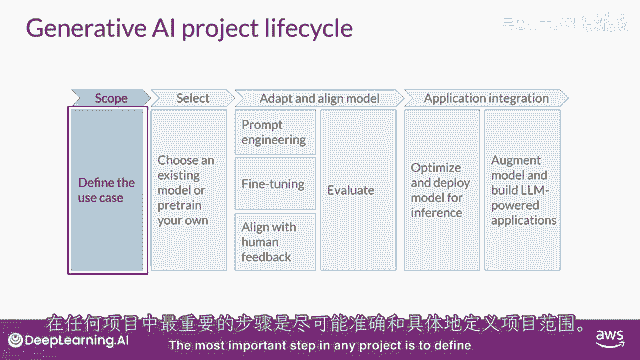 Generative AI project lifecycle
Scope
Select
Adapt and align model
Application integration
Define the
use case
Choose an
existing
model or
pretrain
your own
Prompt
engineering
Fine-tuning
Align with
human
feedback
Evaluate
Optimize
and deploy
model for
inference
Augment
model and
build LLM-
powered
applications
在任何项目中最重要的步骤是尽可能准确和具体地定义项目范围。
The most important step in any project is to define
DeepLearning.AI
aws